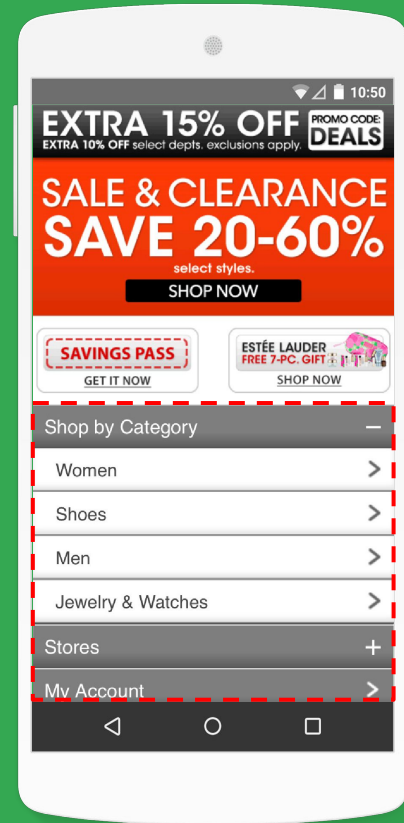 10:50
EXTRA 15% OFF
PROMO CODE:
DEALS
EXTRA 10% OFF select depts. exclusions apply.
SALE & CLEARANCE
SAVE 20-60%
select styles.
SHOP NOW
SAVINGS PASS
GET IT NOW
ESTÉE LAUDER
FREE 7-PC. GIFT
SHOP NOW
Shop by Category
Women
Shoes
Men
Jewelry & Watches
Stores
My Account